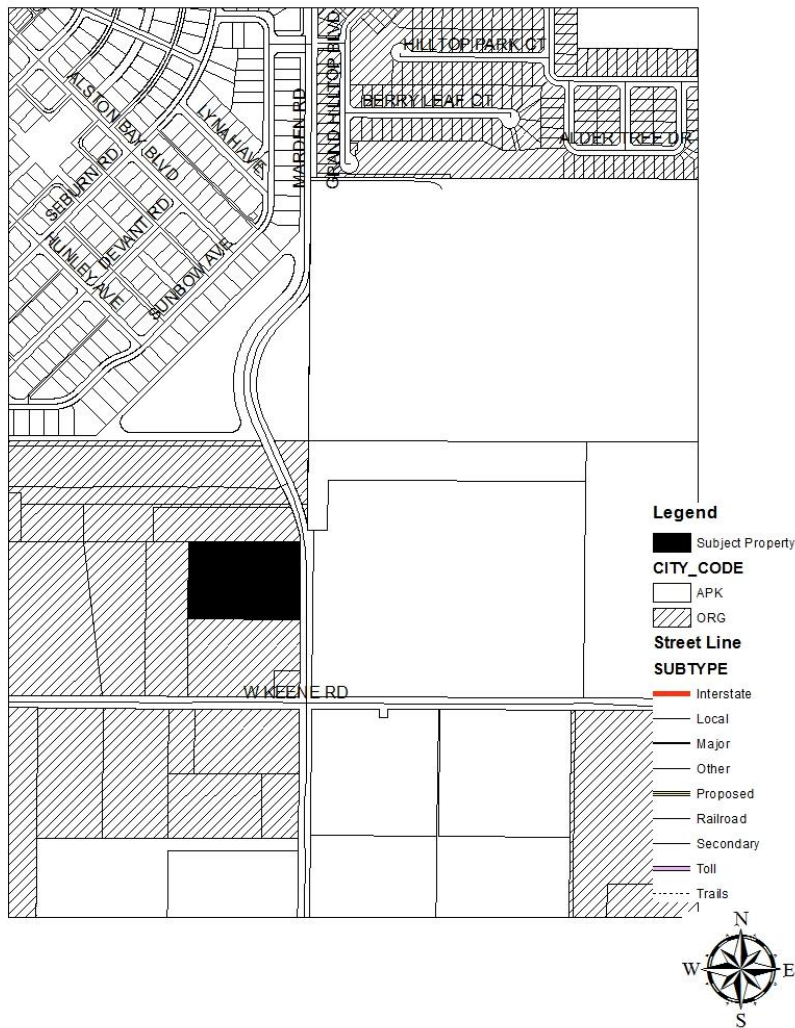 HILLTOP PARK CT
GRAND HILLTOP BLVD
MARDEN RD
BERRY LEAF CT
ALDER TREE DR
ALSTON BAY BLVD
LYNAH AVE
SEBURN RD
DEVANT RD
HUNLEY AVE
SUNBOW AVE
W KEENE RD
Legend
Subject Property
CITY_CODE
APK
ORG
Street Line
SUBTYPE
Interstate
Local
Major
Other
Proposed
Railroad
Secondary
Toll
Trails
N
W E
S